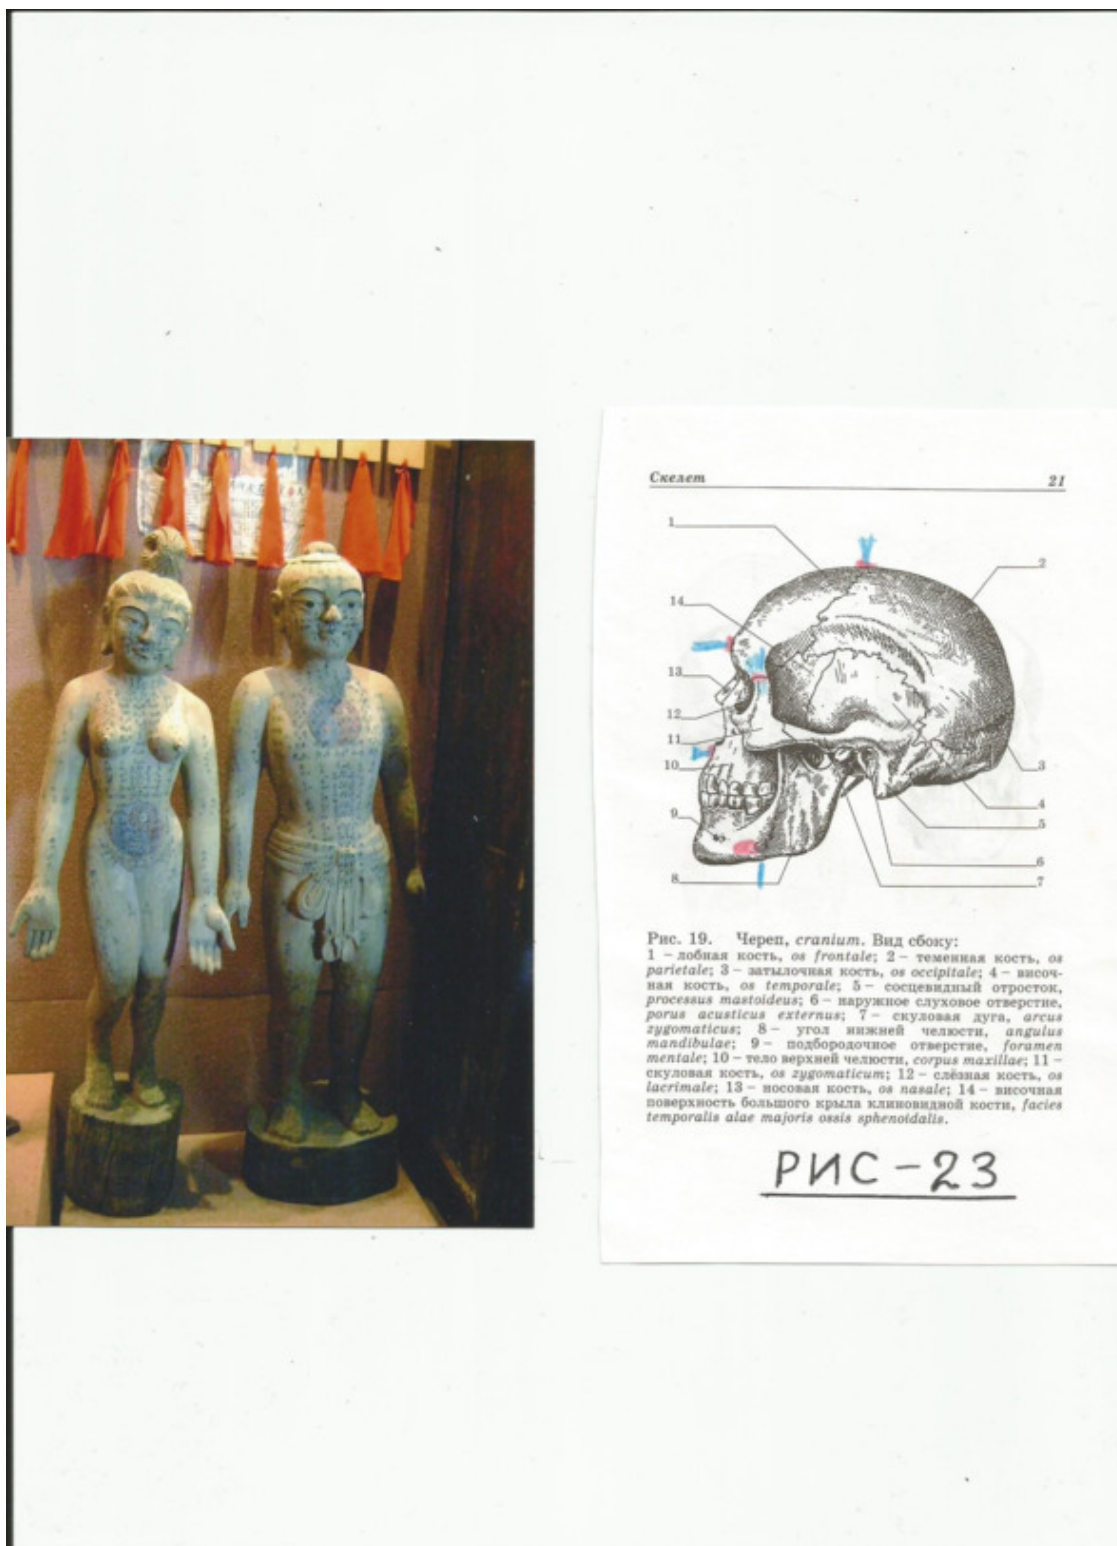 Скелет 21
1
2
14
13
12
11
10
3
9
4
5
6
8
7
Рис. 19. Череп, cranium. Вид сбоку:
1 – лобная кость, os frontale; 2 – теменная кость, os
parietale; 3 – затылочная кость, os occipitale; 4 – височ-
ная кость, os temporale; 5 – сосцевидный отросток,
processus mastoideus; 6 – наружное слуховое отверстие,
porus acusticus externus; 7 – скуловая дуга, arcus
zygomaticus; 8 – угол нижней челюсти, angulus
mandibulae; 9 – подбородочное отверстие, foramen
mentale; 10 – тело верхней челюсти, corpus maxillae; 11 –
скуловая кость, os zygomaticum; 12 – слёзная кость, os
lacrimale; 13 – носовая кость, os nasale; 14 – височная
поверхность большого крыла клиновидной кости, facies
temporalis alae majoris ossis sphenoidalis.
РИС - 23